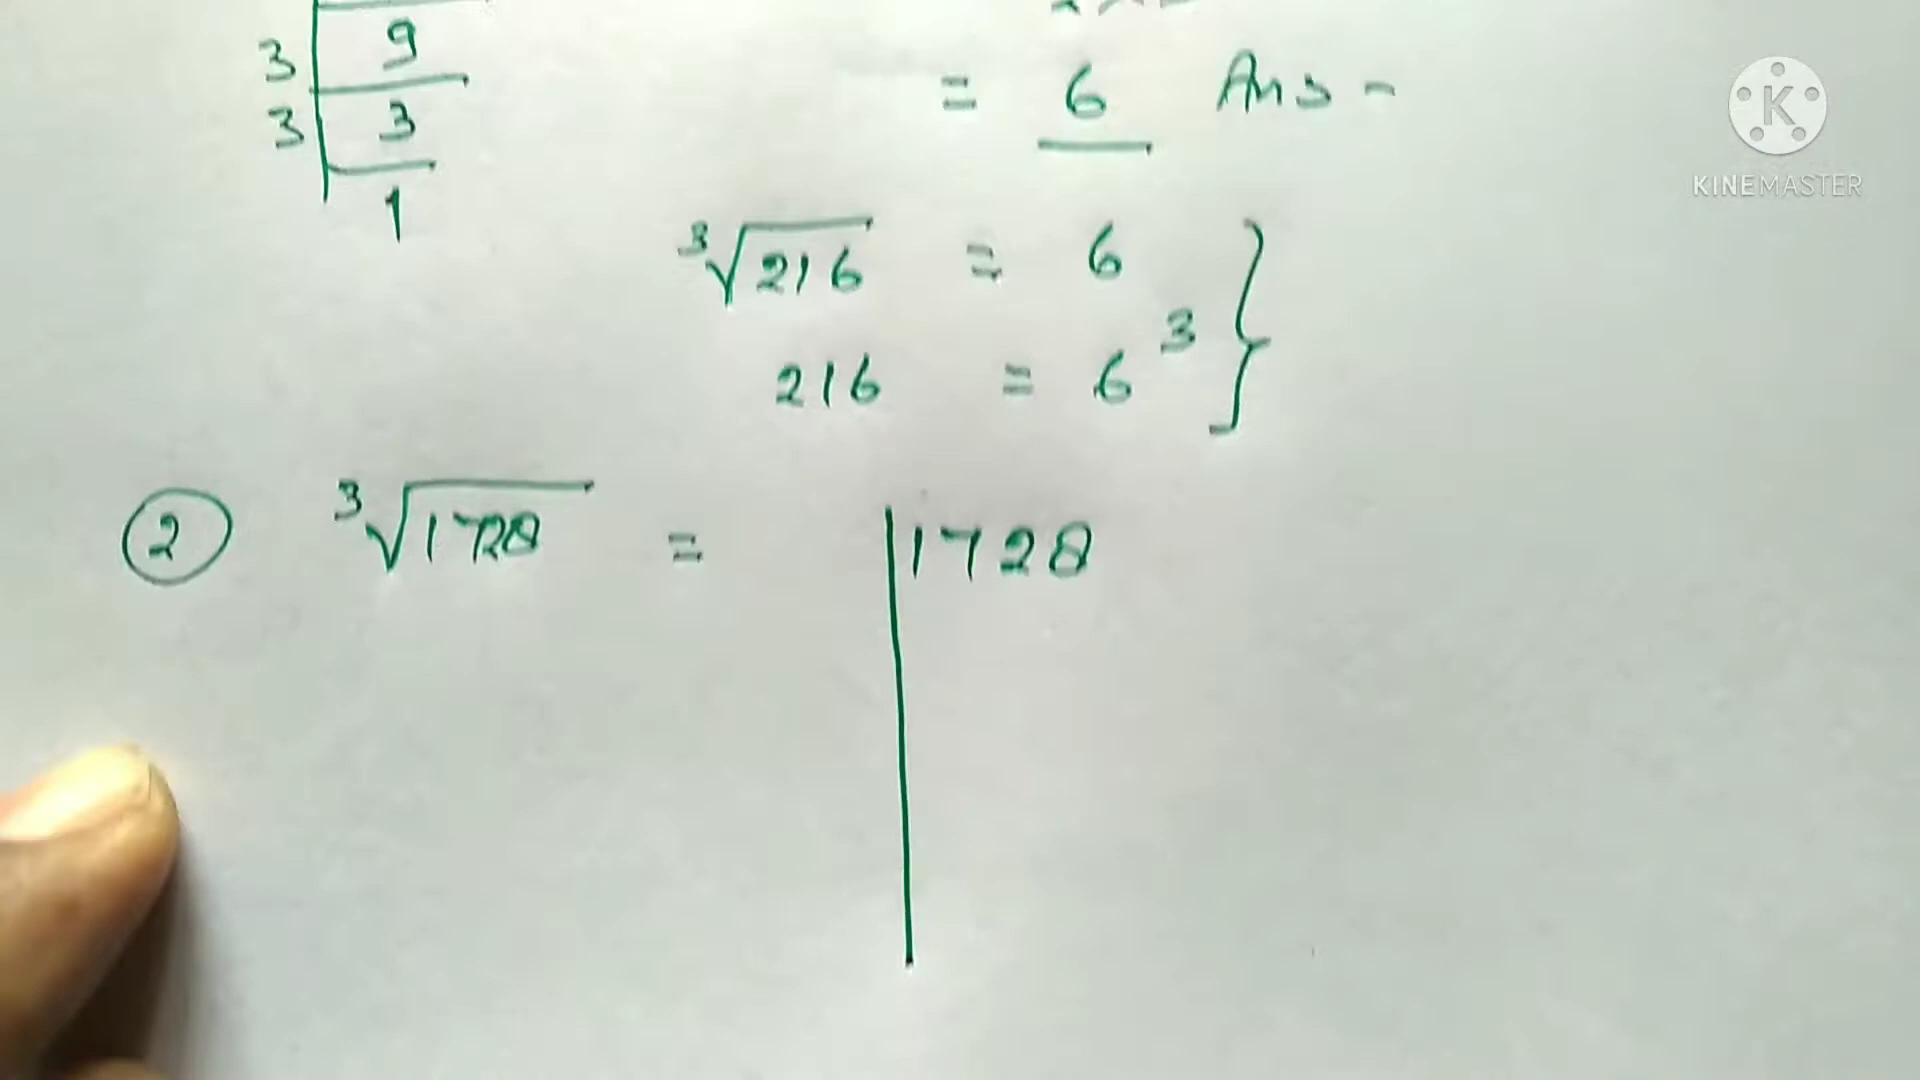 3 | 9
= 6 Ans -
3 | 3
1
K
KINEMASTER
³√216 = 6
216 = 6³ }
② ³√1728 = | 1728